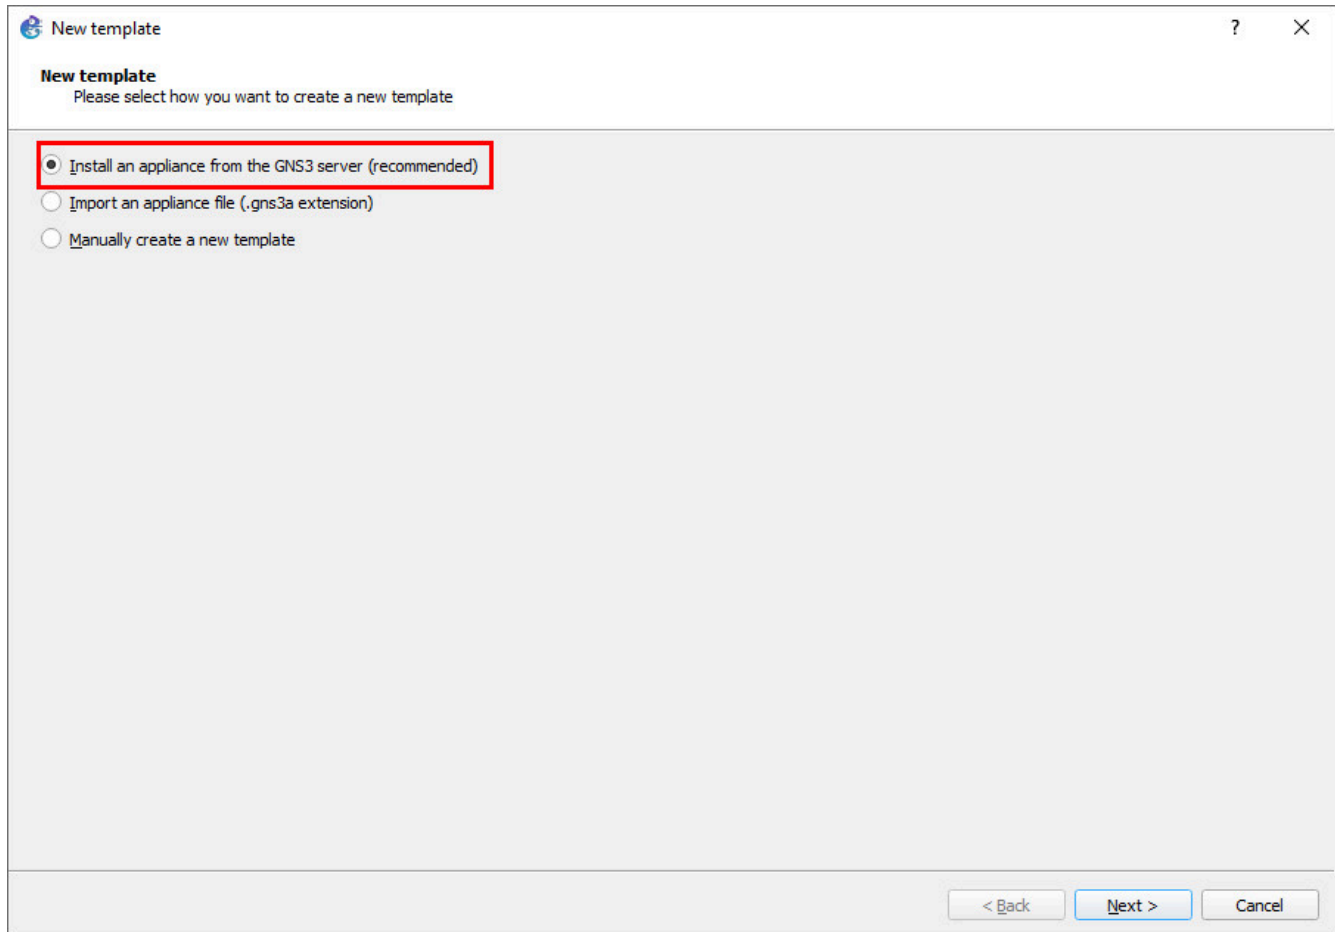 New template
New template
Please select how you want to create a new template
Install an appliance from the GNS3 server (recommended)
Import an appliance file (.gns3a extension)
Manually create a new template
< Back Next > Cancel